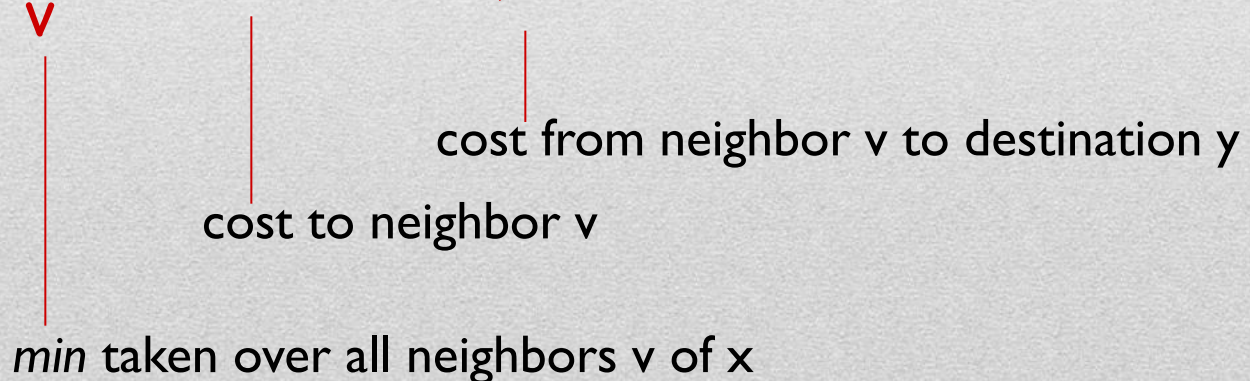 v
cost from neighbor v to destination y
cost to neighbor v
min taken over all neighbors v of x